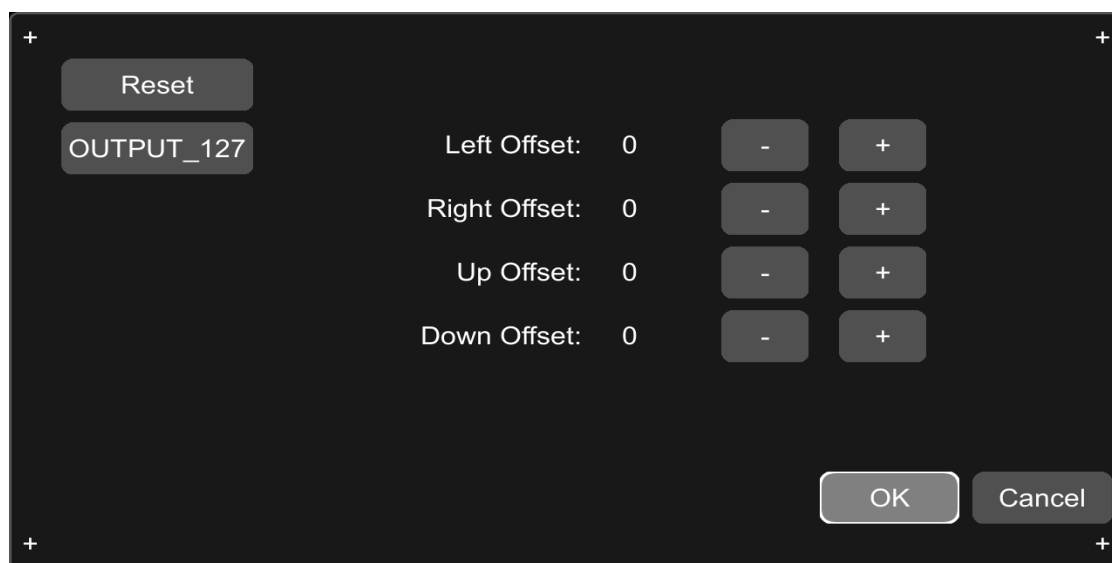 + +
Reset
OUTPUT_127
Left Offset: 0 - +
Right Offset: 0 - +
Up Offset: 0 - +
Down Offset: 0 - +
OK Cancel
+ +